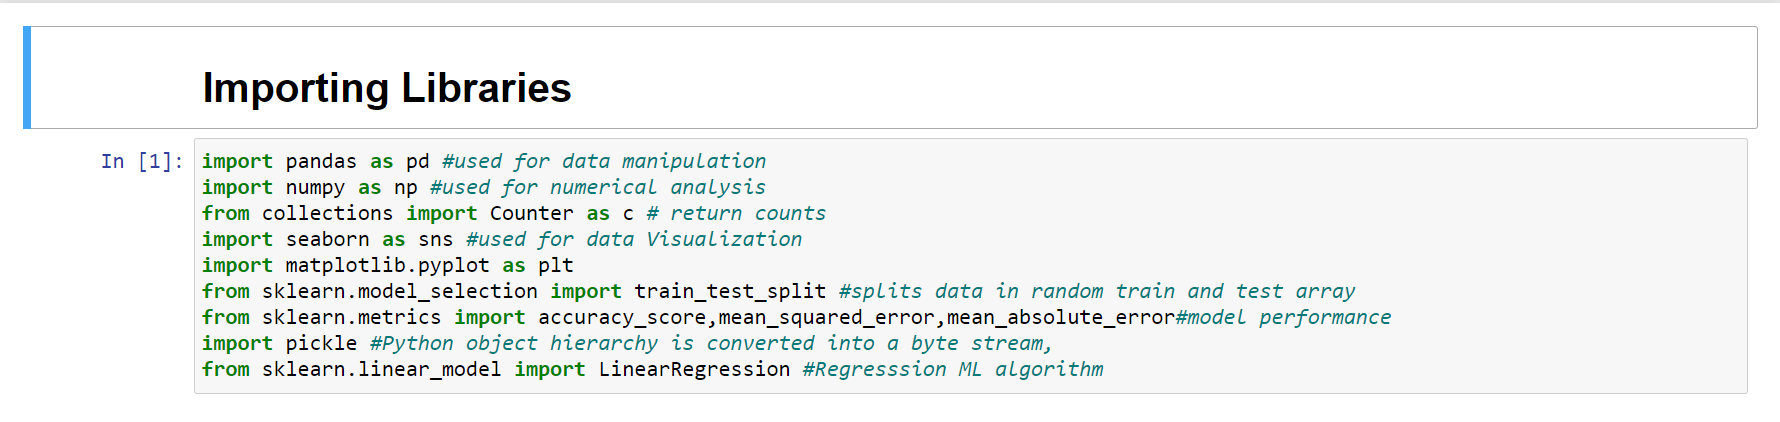 Importing Libraries
In [1]:
import pandas as pd #used for data manipulation
import numpy as np #used for numerical analysis
from collections import Counter as c # return counts
import seaborn as sns #used for data Visualization
import matplotlib.pyplot as plt
from sklearn.model_selection import train_test_split #splits data in random train and test array
from sklearn.metrics import accuracy_score,mean_squared_error,mean_absolute_error#model performance
import pickle #Python object hierarchy is converted into a byte stream,
from sklearn.linear_model import LinearRegression #Regresssion ML algorithm